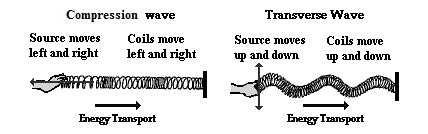 Compression wave
Source moves
left and right
Coils move
left and right
Energy Transport
Transverse Wave
Source moves
up and down
Coils move
up and down
Energy Transport